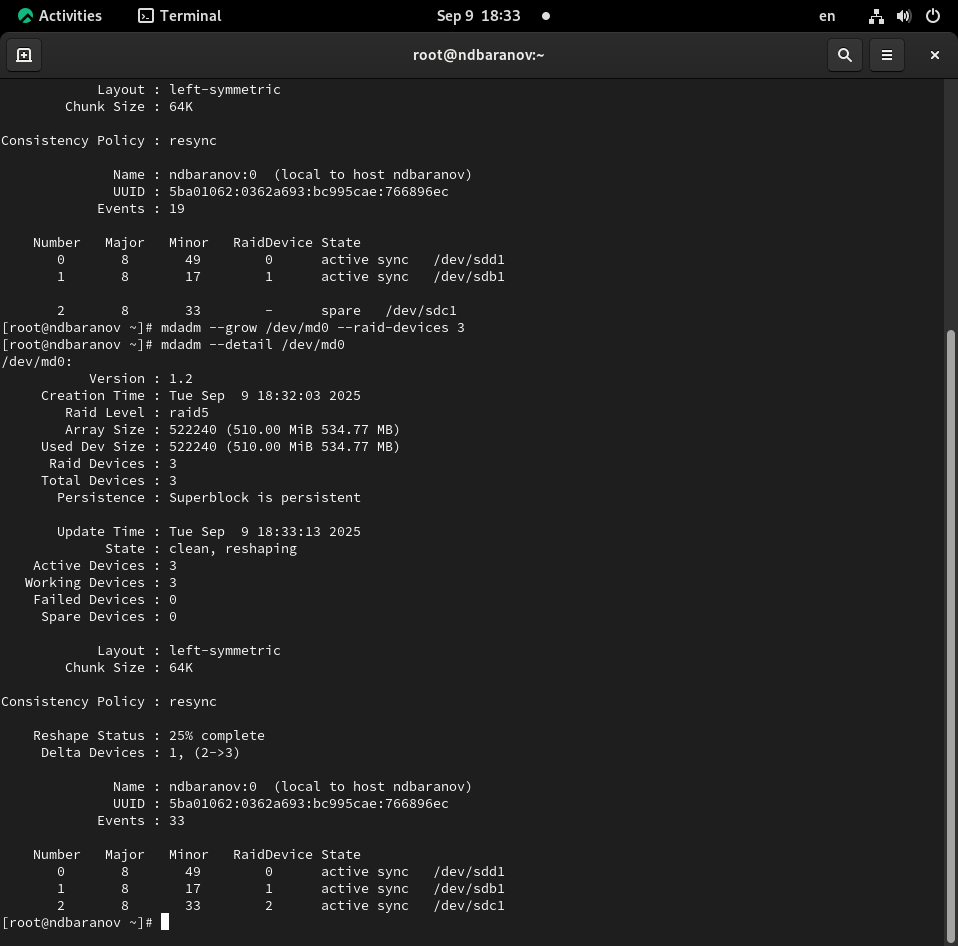 Activities Terminal Sep 9 18:33 en
root@ndbaranov:~
Layout : left-symmetric
Chunk Size : 64K
Consistency Policy : resync
Name : ndbaranov:0 (local to host ndbaranov)
UUID : 5ba01062:0362a693:bc995cae:766896ec
Events : 19
Number Major Minor RaidDevice State
0 8 49 0 active sync /dev/sdd1
1 8 17 1 active sync /dev/sdb1
2 8 33 - spare /dev/sdc1
[root@ndbaranov ~]# mdadm --grow /dev/md0 --raid-devices 3
[root@ndbaranov ~]# mdadm --detail /dev/md0
/dev/md0:
Version : 1.2
Creation Time : Tue Sep 9 18:32:03 2025
Raid Level : raid5
Array Size : 522240 (510.00 MiB 534.77 MB)
Used Dev Size : 522240 (510.00 MiB 534.77 MB)
Raid Devices : 3
Total Devices : 3
Persistence : Superblock is persistent
Update Time : Tue Sep 9 18:33:13 2025
State : clean, reshaping
Active Devices : 3
Working Devices : 3
Failed Devices : 0
Spare Devices : 0
Layout : left-symmetric
Chunk Size : 64K
Consistency Policy : resync
Reshape Status : 25% complete
Delta Devices : 1, (2->3)
Name : ndbaranov:0 (local to host ndbaranov)
UUID : 5ba01062:0362a693:bc995cae:766896ec
Events : 33
Number Major Minor RaidDevice State
0 8 49 0 active sync /dev/sdd1
1 8 17 1 active sync /dev/sdb1
2 8 33 2 active sync /dev/sdc1
[root@ndbaranov ~]#